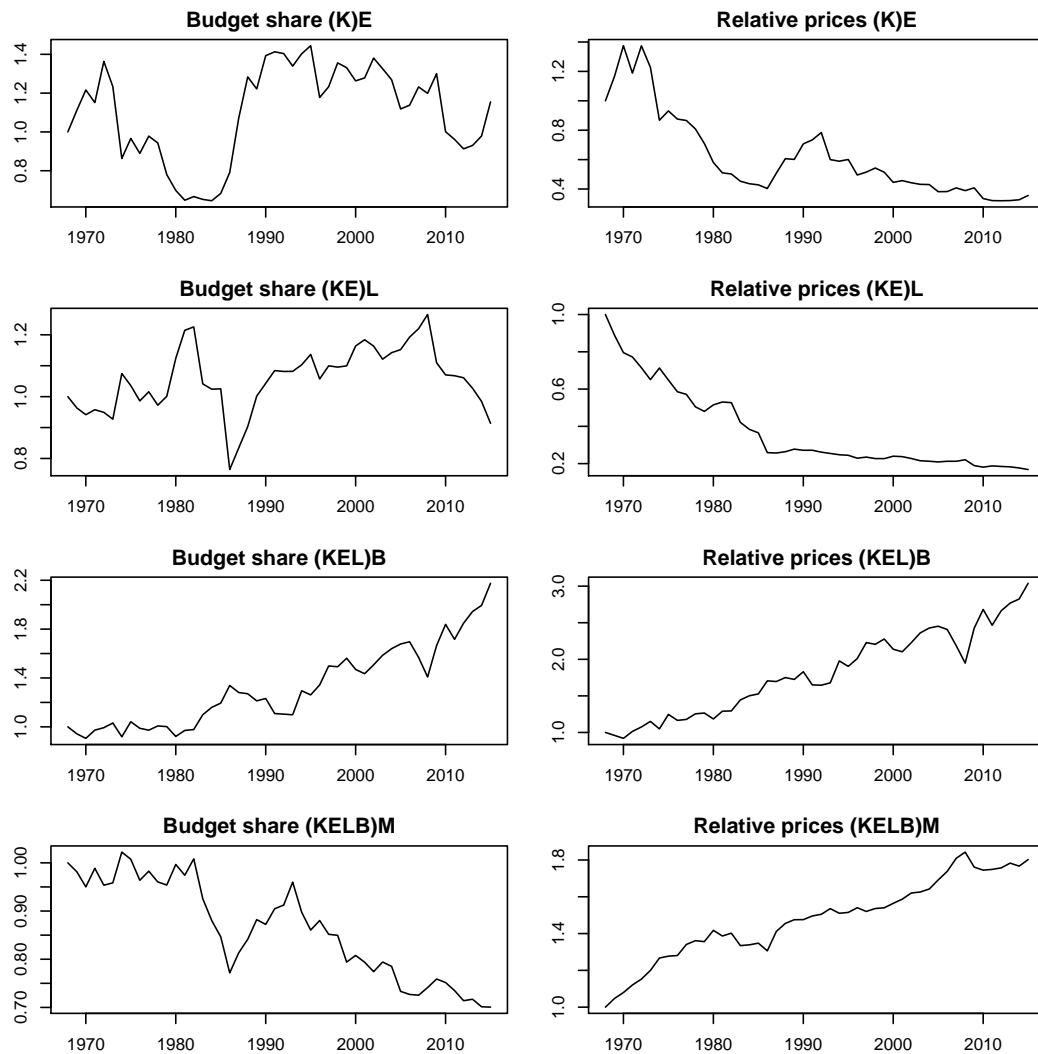 Budget share (K)E
0.8 1.0 1.2 1.4
1970 1980 1990 2000 2010
Relative prices (K)E
0.4 0.8 1.2
1970 1980 1990 2000 2010
Budget share (KE)L
0.8 1.0 1.2
1970 1980 1990 2000 2010
Relative prices (KE)L
0.2 0.6 1.0
1970 1980 1990 2000 2010
Budget share (KEL)B
1.0 1.4 1.8 2.2
1970 1980 1990 2000 2010
Relative prices (KEL)B
1.0 2.0 3.0
1970 1980 1990 2000 2010
Budget share (KELB)M
0.70 0.80 0.90 1.00
1970 1980 1990 2000 2010
Relative prices (KELB)M
1.0 1.4 1.8
1970 1980 1990 2000 2010